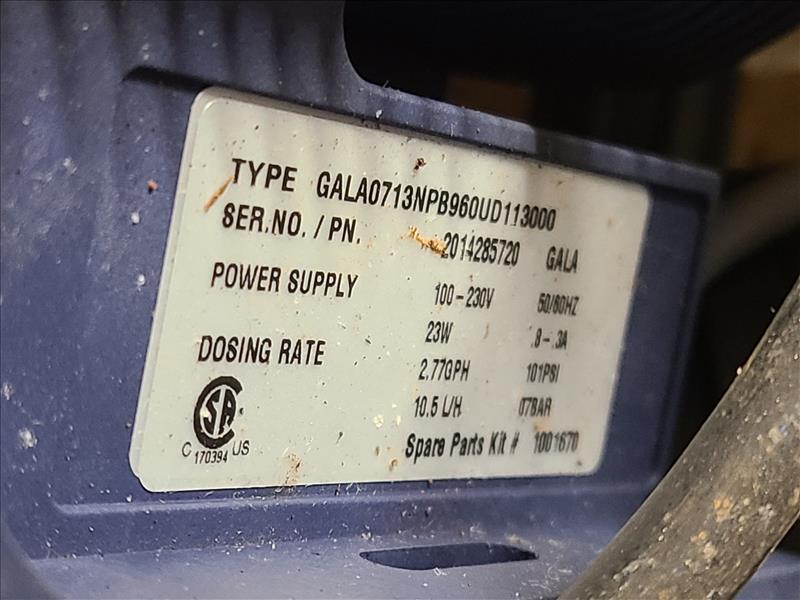 TYPE GALA0713NPB960UD113000
SER.NO. / PN. 2014285720 GALA
POWER SUPPLY 100-230V 50/60HZ
23W .8-.3A
DOSING RATE 2.77GPH 101PSI
10.5 L/H 07BAR
SA
C 170394 US
Spare Parts Kit # 1001670